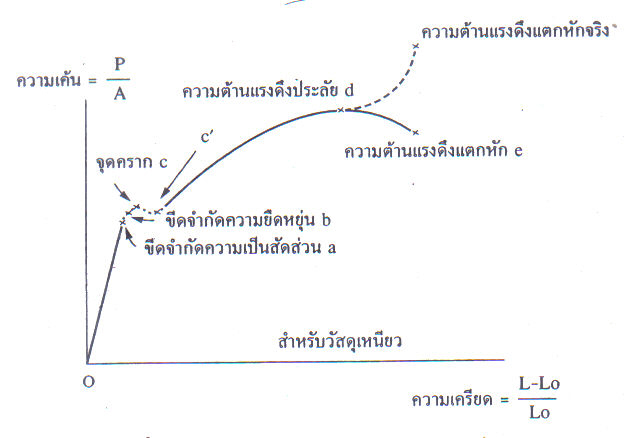 ความต้านแรงดึงแตกหักจริง
ความเค้น = P
A
ความต้านแรงดึงประลัย d
c′
ความต้านแรงดึงแตกหัก e
จุดคราก c
ขีดจำกัดความยืดหยุ่น b
ขีดจำกัดความเป็นสัดส่วน a
สำหรับวัสดุเหนียว
O
ความเครียด = L-Lo
Lo